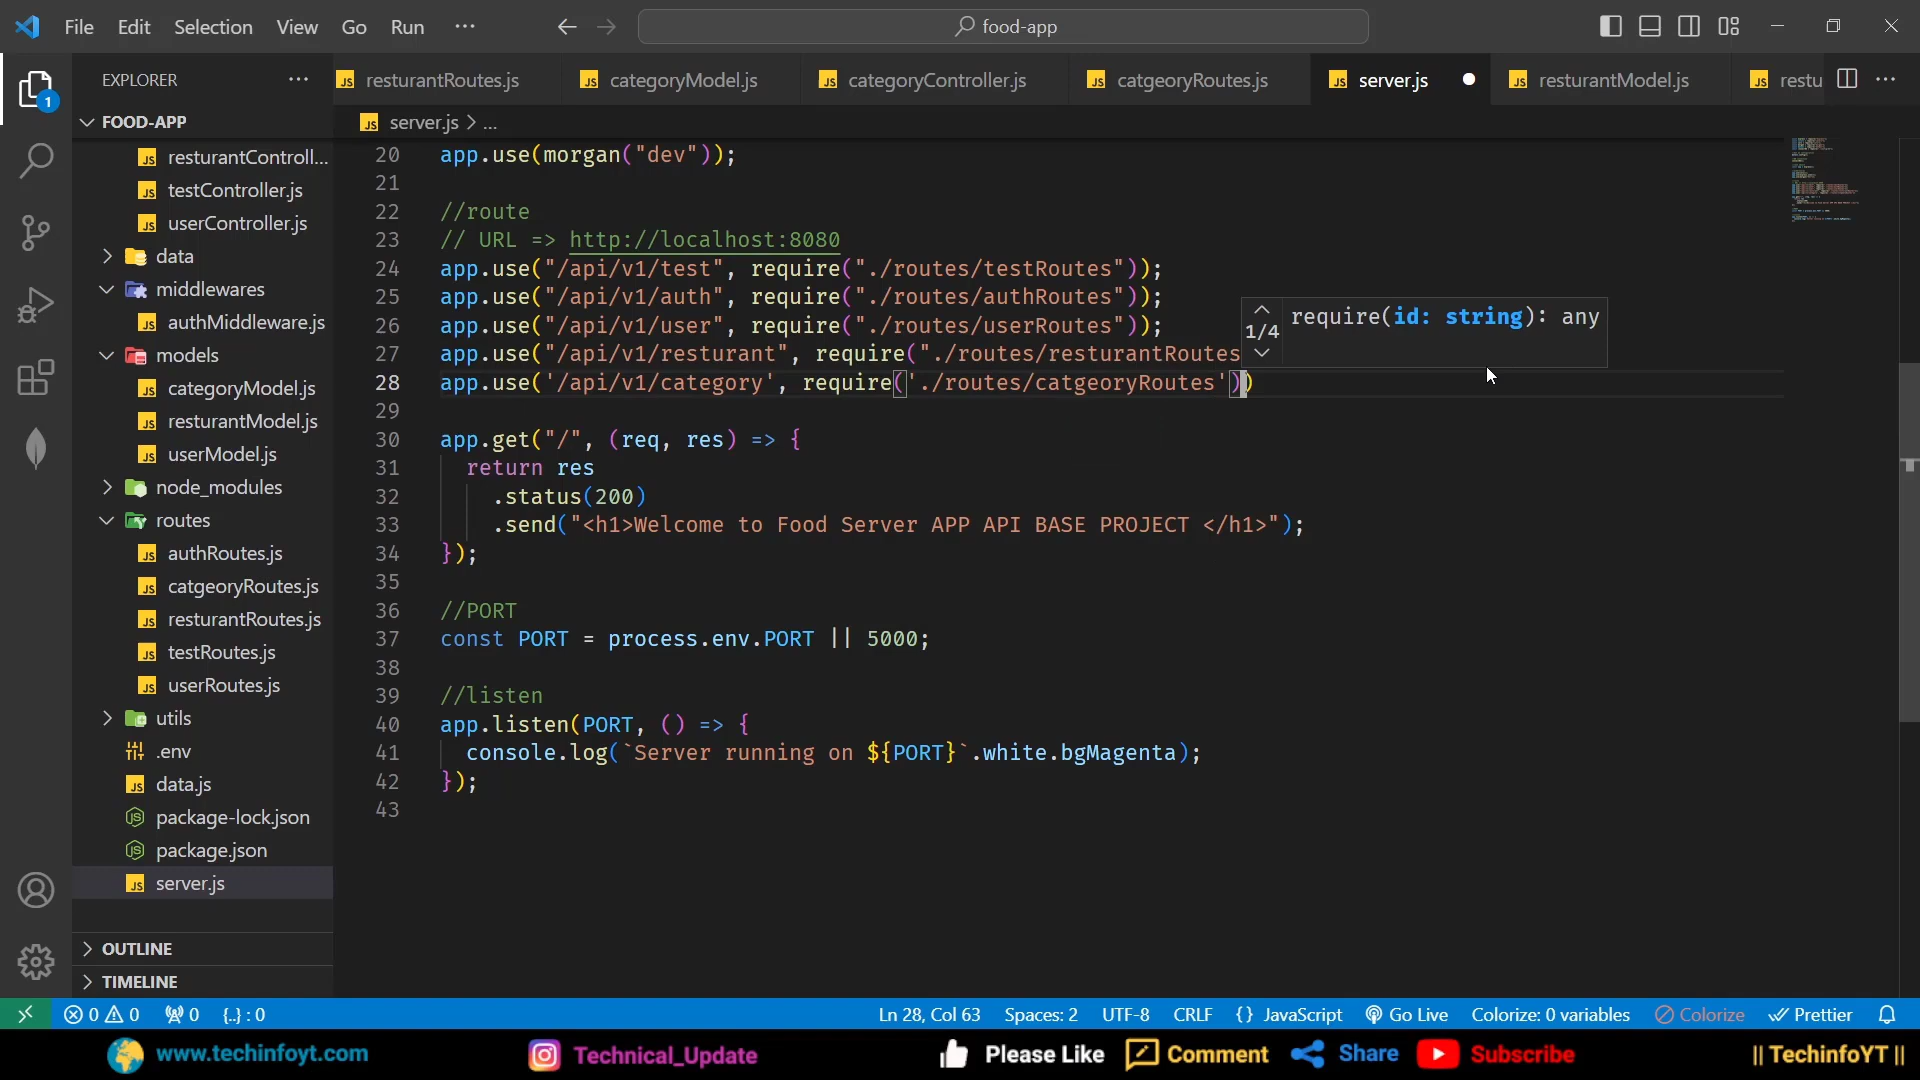 File Edit Selection View Go Run ··· food-app
EXPLORER ···
resturantRoutes.js categoryModel.js categoryController.js catgeoryRoutes.js server.js resturantModel.js restu ···
FOOD-APP
server.js > ...
resturantControll...
testController.js
userController.js
data
middlewares
authMiddleware.js
models
categoryModel.js
resturantModel.js
userModel.js
node_modules
routes
authRoutes.js
catgeoryRoutes.js
resturantRoutes.js
testRoutes.js
userRoutes.js
utils
.env
data.js
package-lock.json
package.json
server.js
OUTLINE
TIMELINE
20 app.use(morgan("dev"));
21
22 //route
23 // URL => http://localhost:8080
24 app.use("/api/v1/test", require("./routes/testRoutes"));
25 app.use("/api/v1/auth", require("./routes/authRoutes"));
26 app.use("/api/v1/user", require("./routes/userRoutes"));
27 app.use("/api/v1/resturant", require("./routes/resturantRoutes
28 app.use('/api/v1/category', require('./routes/catgeoryRoutes'))
29
30 app.get("/", (req, res) => {
31 return res
32 .status(200)
33 .send("<h1>Welcome to Food Server APP API BASE PROJECT </h1>");
34 });
35
36 //PORT
37 const PORT = process.env.PORT || 5000;
38
39 //listen
40 app.listen(PORT, () => {
41 console.log(`Server running on ${PORT}`.white.bgMagenta);
42 });
43
1/4 require(id: string): any
1
0 0 0 {..} : 0 Ln 28, Col 63 Spaces: 2 UTF-8 CRLF {} JavaScript Go Live Colorize: 0 variables Colorize Prettier
www.techinfoyt.com Technical_Update Please Like Comment Share Subscribe || TechinfoYT ||